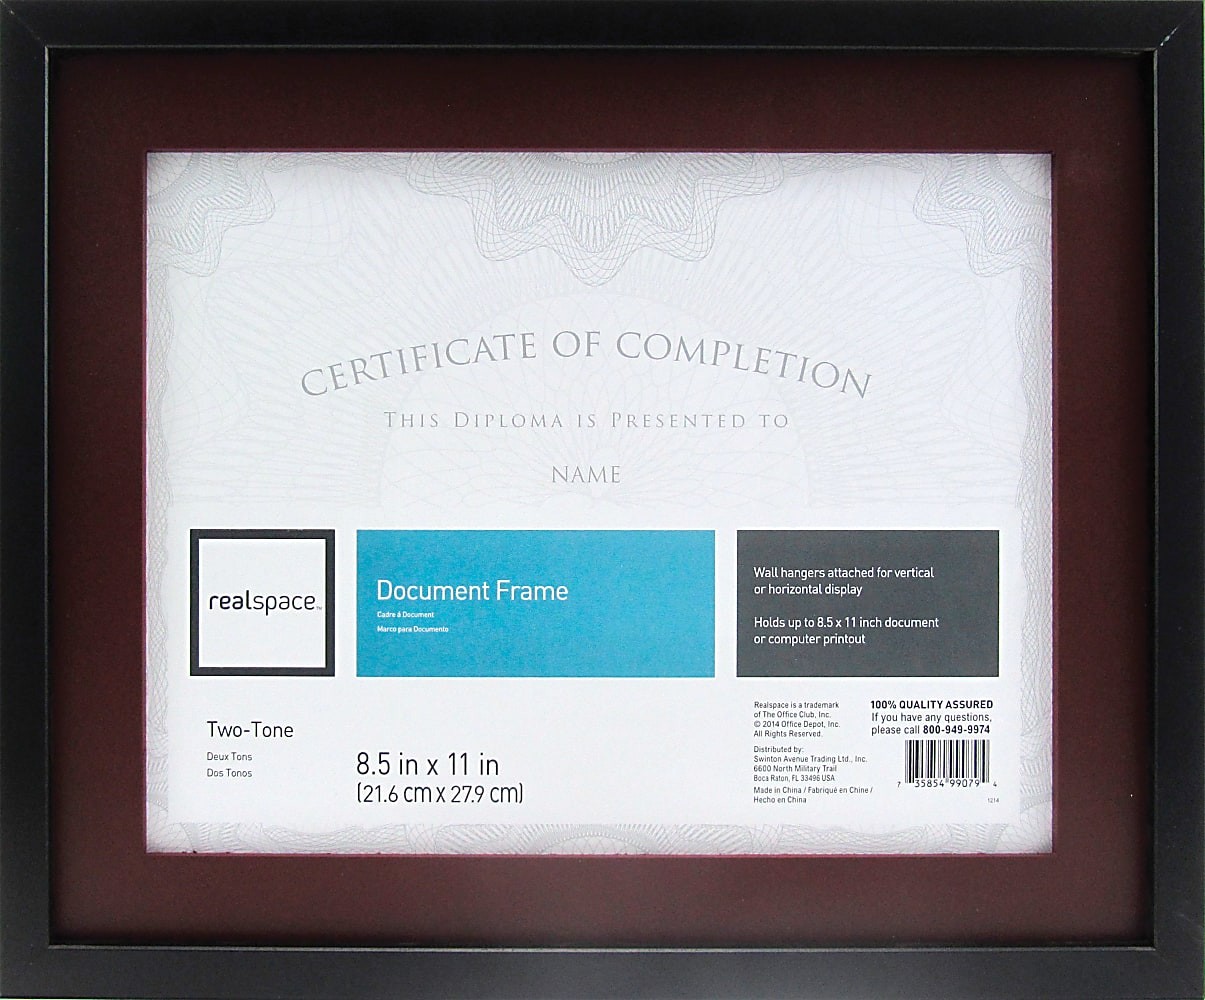 CERTIFICATE OF COMPLETION
THIS DIPLOMA IS PRESENTED TO
NAME
realspace™
Document Frame
Cadre á Document
Marco para Documento
Wall hangers attached for vertical
or horizontal display
Holds up to 8.5 x 11 inch document
or computer printout
Two-Tone
Deux Tons
Dos Tonos
8.5 in x 11 in
(21.6 cm x 27.9 cm)
Realspace is a trademark
of The Office Club, Inc.
© 2014 Office Depot, Inc.
All Rights Reserved.
Distributed by:
Swinton Avenue Trading Ltd., Inc.
6600 North Military Trail
Boca Raton, FL 33496 USA
Made in China / Fabriqué en Chine /
Hecho en China
100% QUALITY ASSURED
If you have any questions,
please call 800-949-9974
7 35854 99079 4
1214